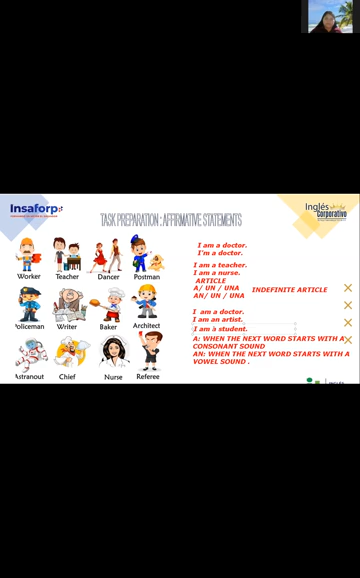 Insaforp
Inglés
Corporativo
TASK PREPARATION : AFFIRMATIVE STATEMENTS
Worker
Teacher
Dancer
Postman
Policeman
Writer
Baker
Architect
Astranout
Chief
Nurse
Referee
I am a doctor.
I'm a doctor.
I am a teacher.
I am a nurse.
ARTICLE
A/ UN / UNA
INDEFINITE ARTICLE
AN/ UN / UNA
I am a doctor.
I am an artist.
I am a student.
A: WHEN THE NEXT WORD STARTS WITH A
CONSONANT SOUND
AN: WHEN THE NEXT WORD STARTS WITH A
VOWEL SOUND .